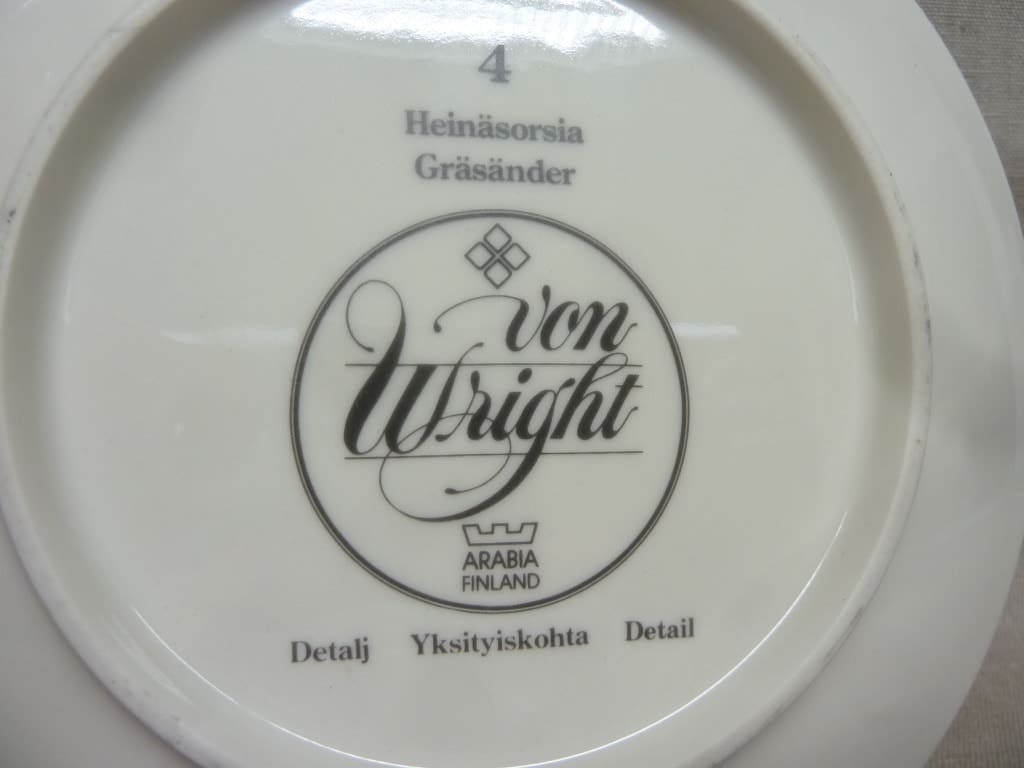 4
Heinäsorsia
Gräsänder
von
Wright
ARABIA
FINLAND
Detalj Yksityiskohta Detail